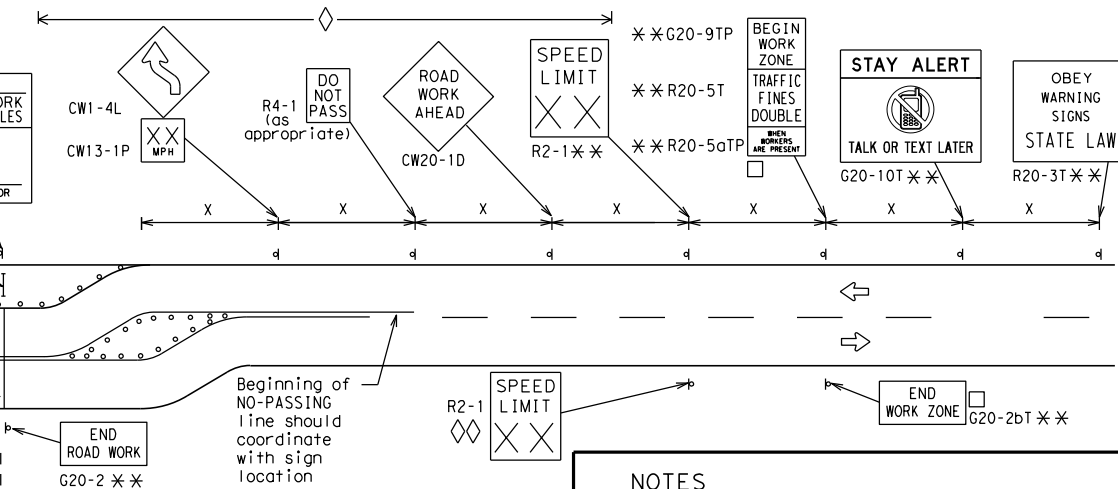 ORK
LES
OR
CW1-4L
CW13-1P
X X
MPH
R4-1
(as
appropriate)
DO
NOT
PASS
ROAD
WORK
AHEAD
CW20-1D
SPEED
LIMIT
X X
R2-1**
**G20-9TP
**R20-5T
**R20-5aTP
BEGIN
WORK
ZONE
TRAFFIC
FINES
DOUBLE
WHEN
WORKERS
ARE PRESENT
STAY ALERT
TALK OR TEXT LATER
G20-10T **
OBEY
WARNING
SIGNS
STATE LAW
R20-3T**
X X X X X X X
Beginning of
NO-PASSING
line should
coordinate
with sign
location
R2-1
SPEED
LIMIT
X X
END
WORK ZONE
G20-2bT **
END
ROAD WORK
G20-2 **
NOTES